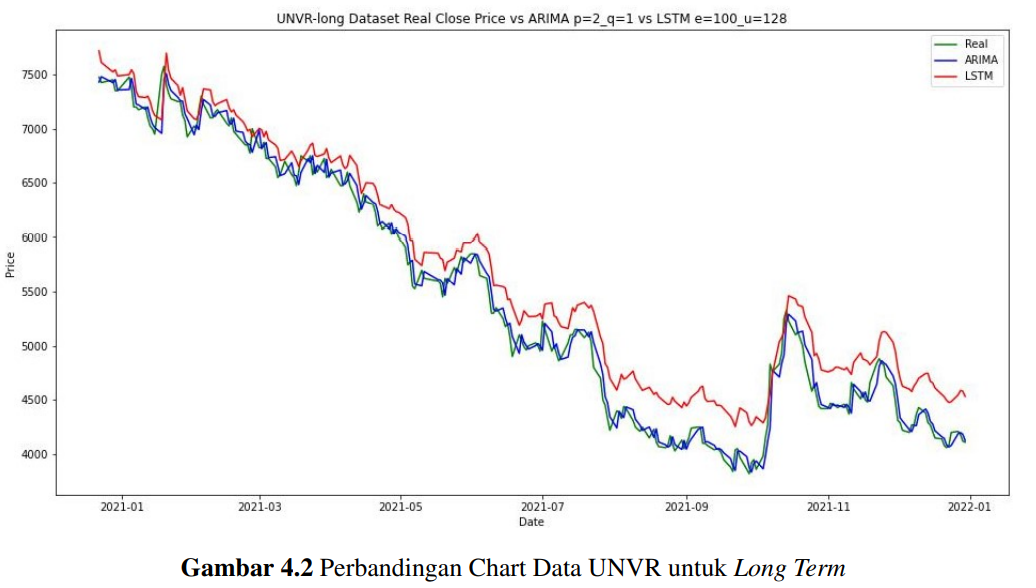 UNVR-long Dataset Real Close Price vs ARIMA p=2_q=1 vs LSTM e=100_u=128
Real
ARIMA
LSTM
7500
7000
6500
6000
5500
5000
4500
4000
Price
2021-01 2021-03 2021-05 2021-07 2021-09 2021-11 2022-01
Date
Gambar 4.2 Perbandingan Chart Data UNVR untuk Long Term